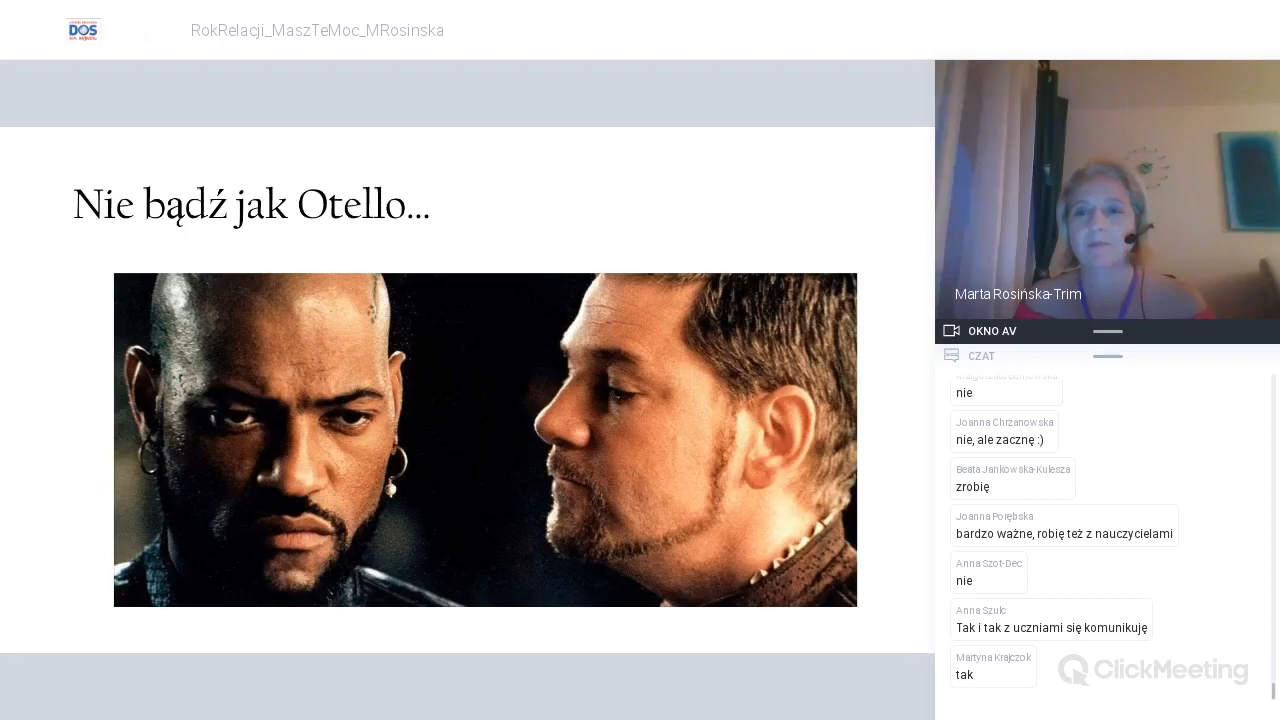 DOS
RokRelacji_MaszTeMoc_MRosinska
Nie bądź jak Otello...
Marta Rosińska-Trim
OKNO AV
CZAT
nie
Joanna Chrzanowska
nie, ale zacznę :)
Beata Jankowska-Kulesza
zrobię
Joanna Porębska
bardzo ważne, robię też z nauczycielami
Anna Szot-Dec
nie
Anna Szulc
Tak i tak z uczniami się komunikuję
Martyna Krajczok
tak
ClickMeeting